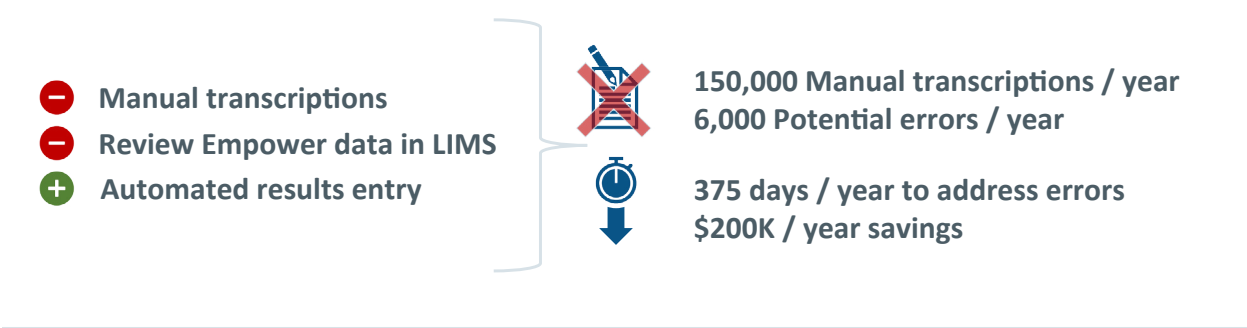 Manual transcriptions
Review Empower data in LIMS
Automated results entry
150,000 Manual transcriptions / year
6,000 Potential errors / year
375 days / year to address errors
$200K / year savings